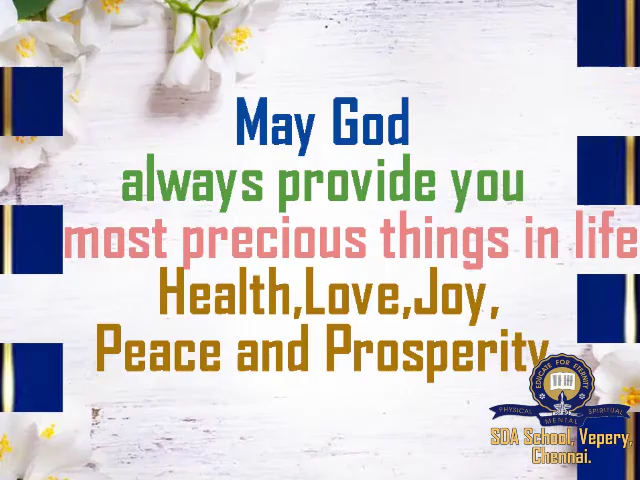 May God
always provide you
most precious things in life
Health,Love,Joy,
Peace and Prosperity
EDUCATE FOR ETERNITY
PHYSICAL MENTAL SPIRITUAL
SDA School, Vepery,
Chennai.